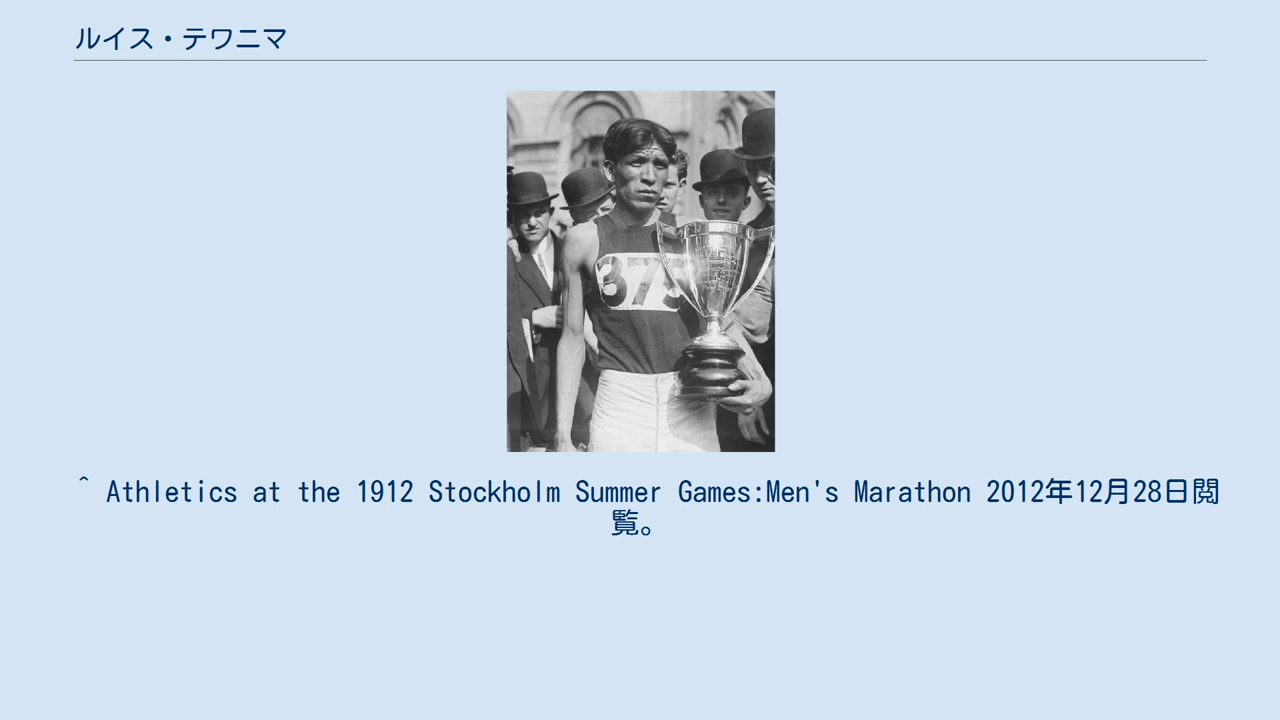 ルイス・テワニマ
375
^ Athletics at the 1912 Stockholm Summer Games:Men's Marathon 2012年12月28日閲
覧。